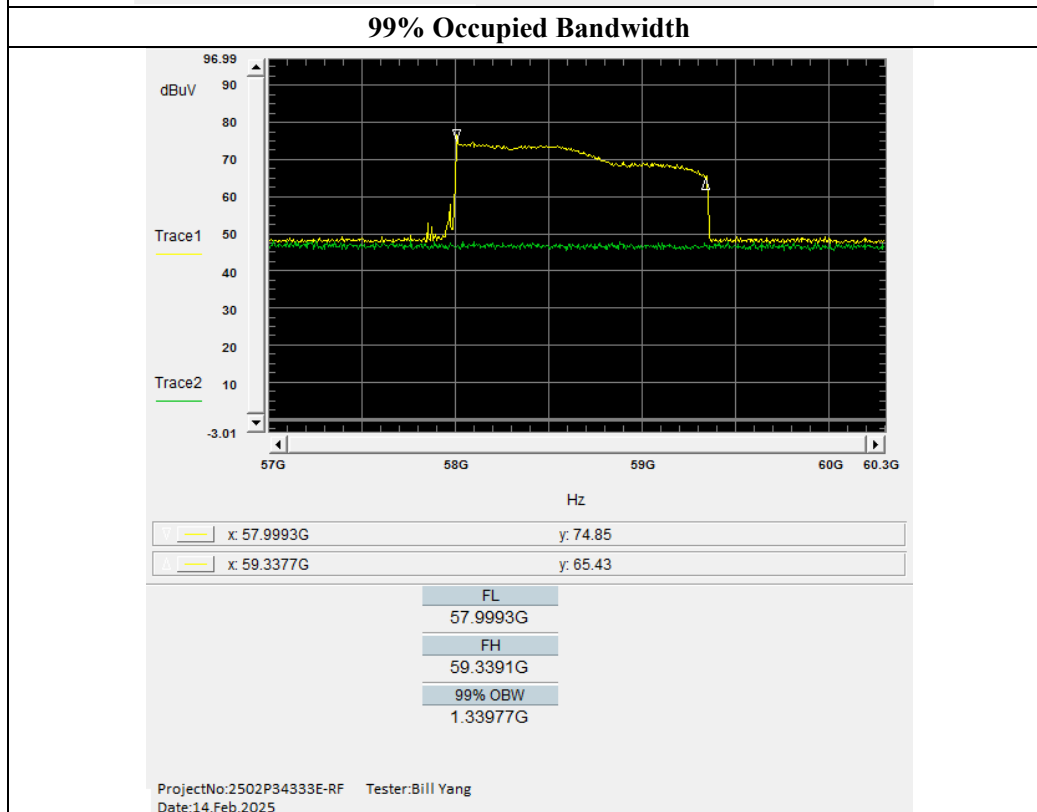 99% Occupied Bandwidth
96.99
dBuV
90
80
70
60
Trace1
50
40
30
20
Trace2
10
-3.01
57G 58G 59G 60G 60.3G
Hz
x: 57.9993G y: 74.85
x: 59.3377G y: 65.43
FL
57.9993G
FH
59.3391G
99% OBW
1.33977G
ProjectNo:2502P34333E-RF Tester:Bill Yang
Date:14.Feb.2025